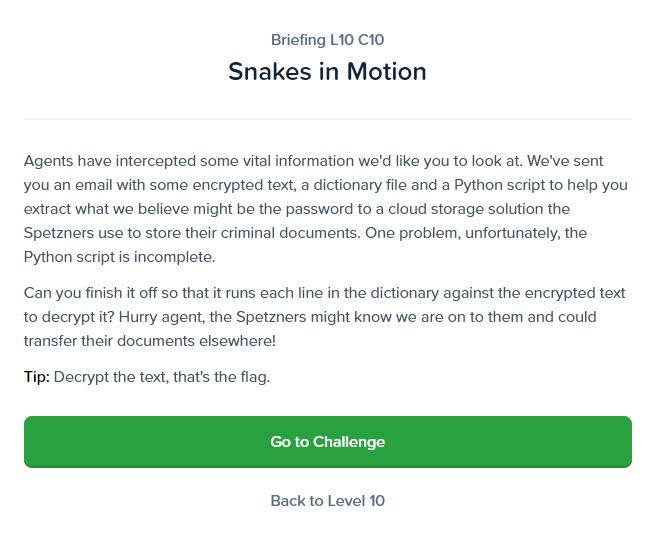 Briefing L10 C10
Snakes in Motion
Agents have intercepted some vital information we'd like you to look at. We've sent
you an email with some encrypted text, a dictionary file and a Python script to help you
extract what we believe might be the password to a cloud storage solution the
Spetzners use to store their criminal documents. One problem, unfortunately, the
Python script is incomplete.
Can you finish it off so that it runs each line in the dictionary against the encrypted text
to decrypt it? Hurry agent, the Spetzners might know we are on to them and could
transfer their documents elsewhere!
Tip: Decrypt the text, that's the flag.
Go to Challenge
Back to Level 10